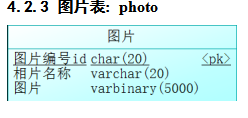 4.2.3 图片表: photo
图片
图片编号id char(20) <pk>
相片名称 varchar(20)
图片 varbinary(5000)